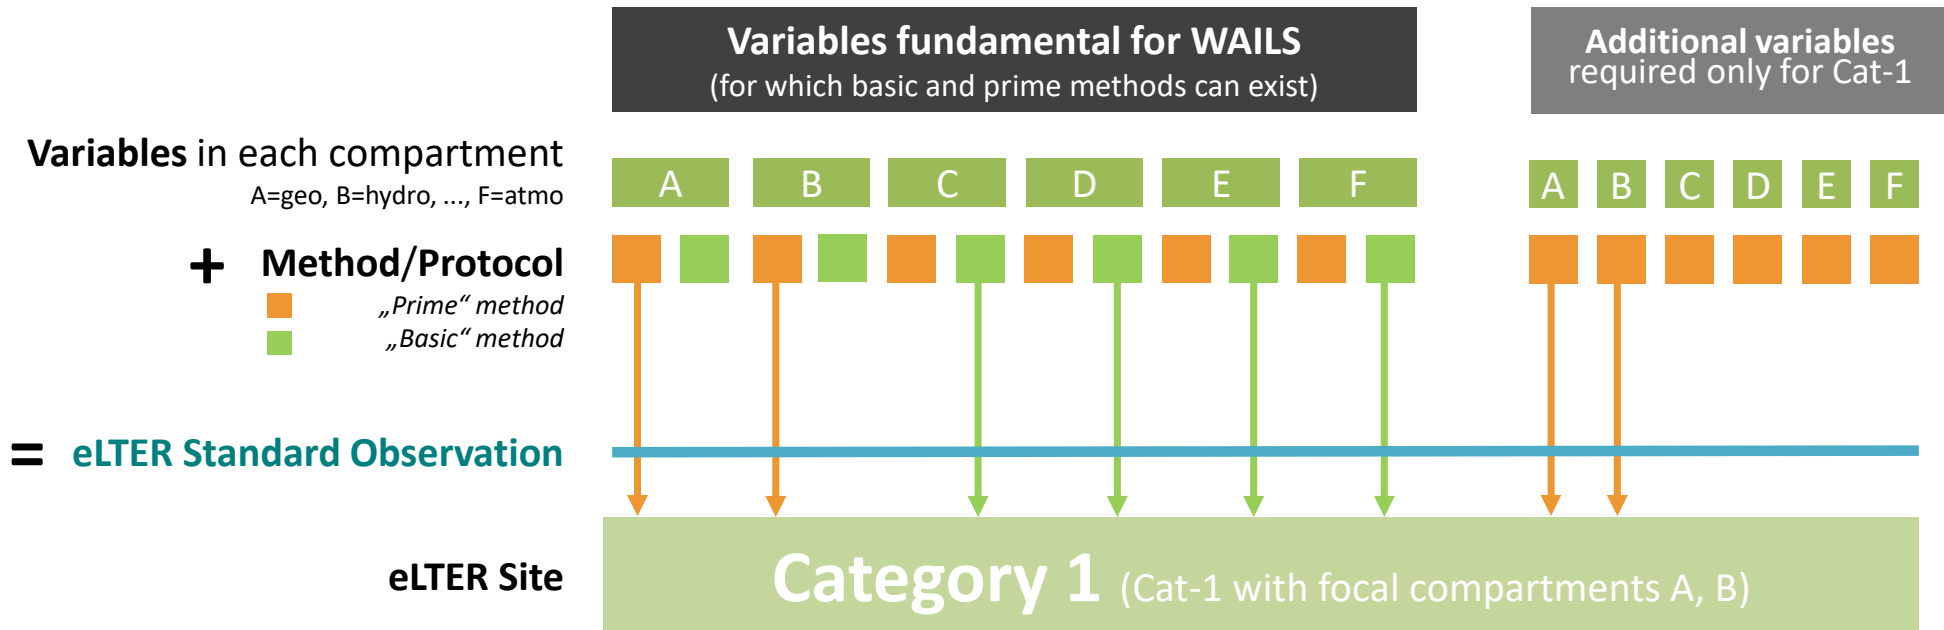 Variables fundamental for WAILS
(for which basic and prime methods can exist)
Additional variables
required only for Cat-1
Variables in each compartment
A=geo, B=hydro, ..., F=atmo
A B C D E F
A B C D E F
+ Method/Protocol
„Prime“ method
„Basic“ method
= eLTER Standard Observation
eLTER Site
Category 1 (Cat-1 with focal compartments A, B)